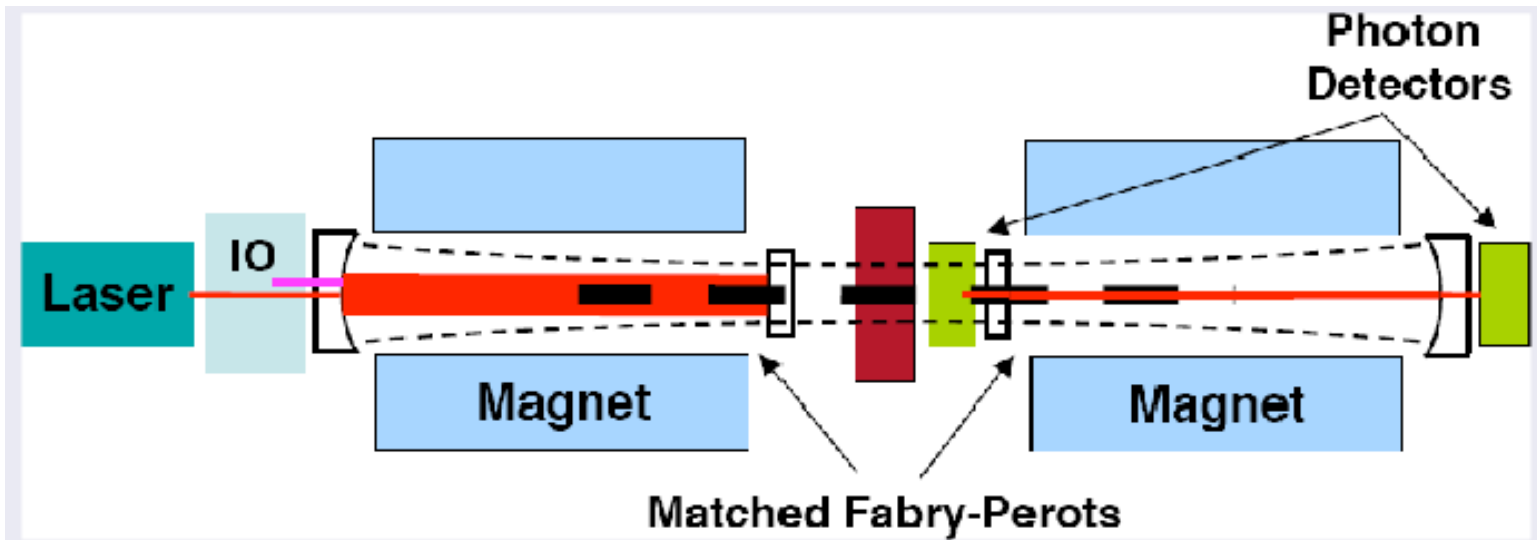 Photon
Detectors
IO
Laser
Magnet
Magnet
Matched Fabry-Perots